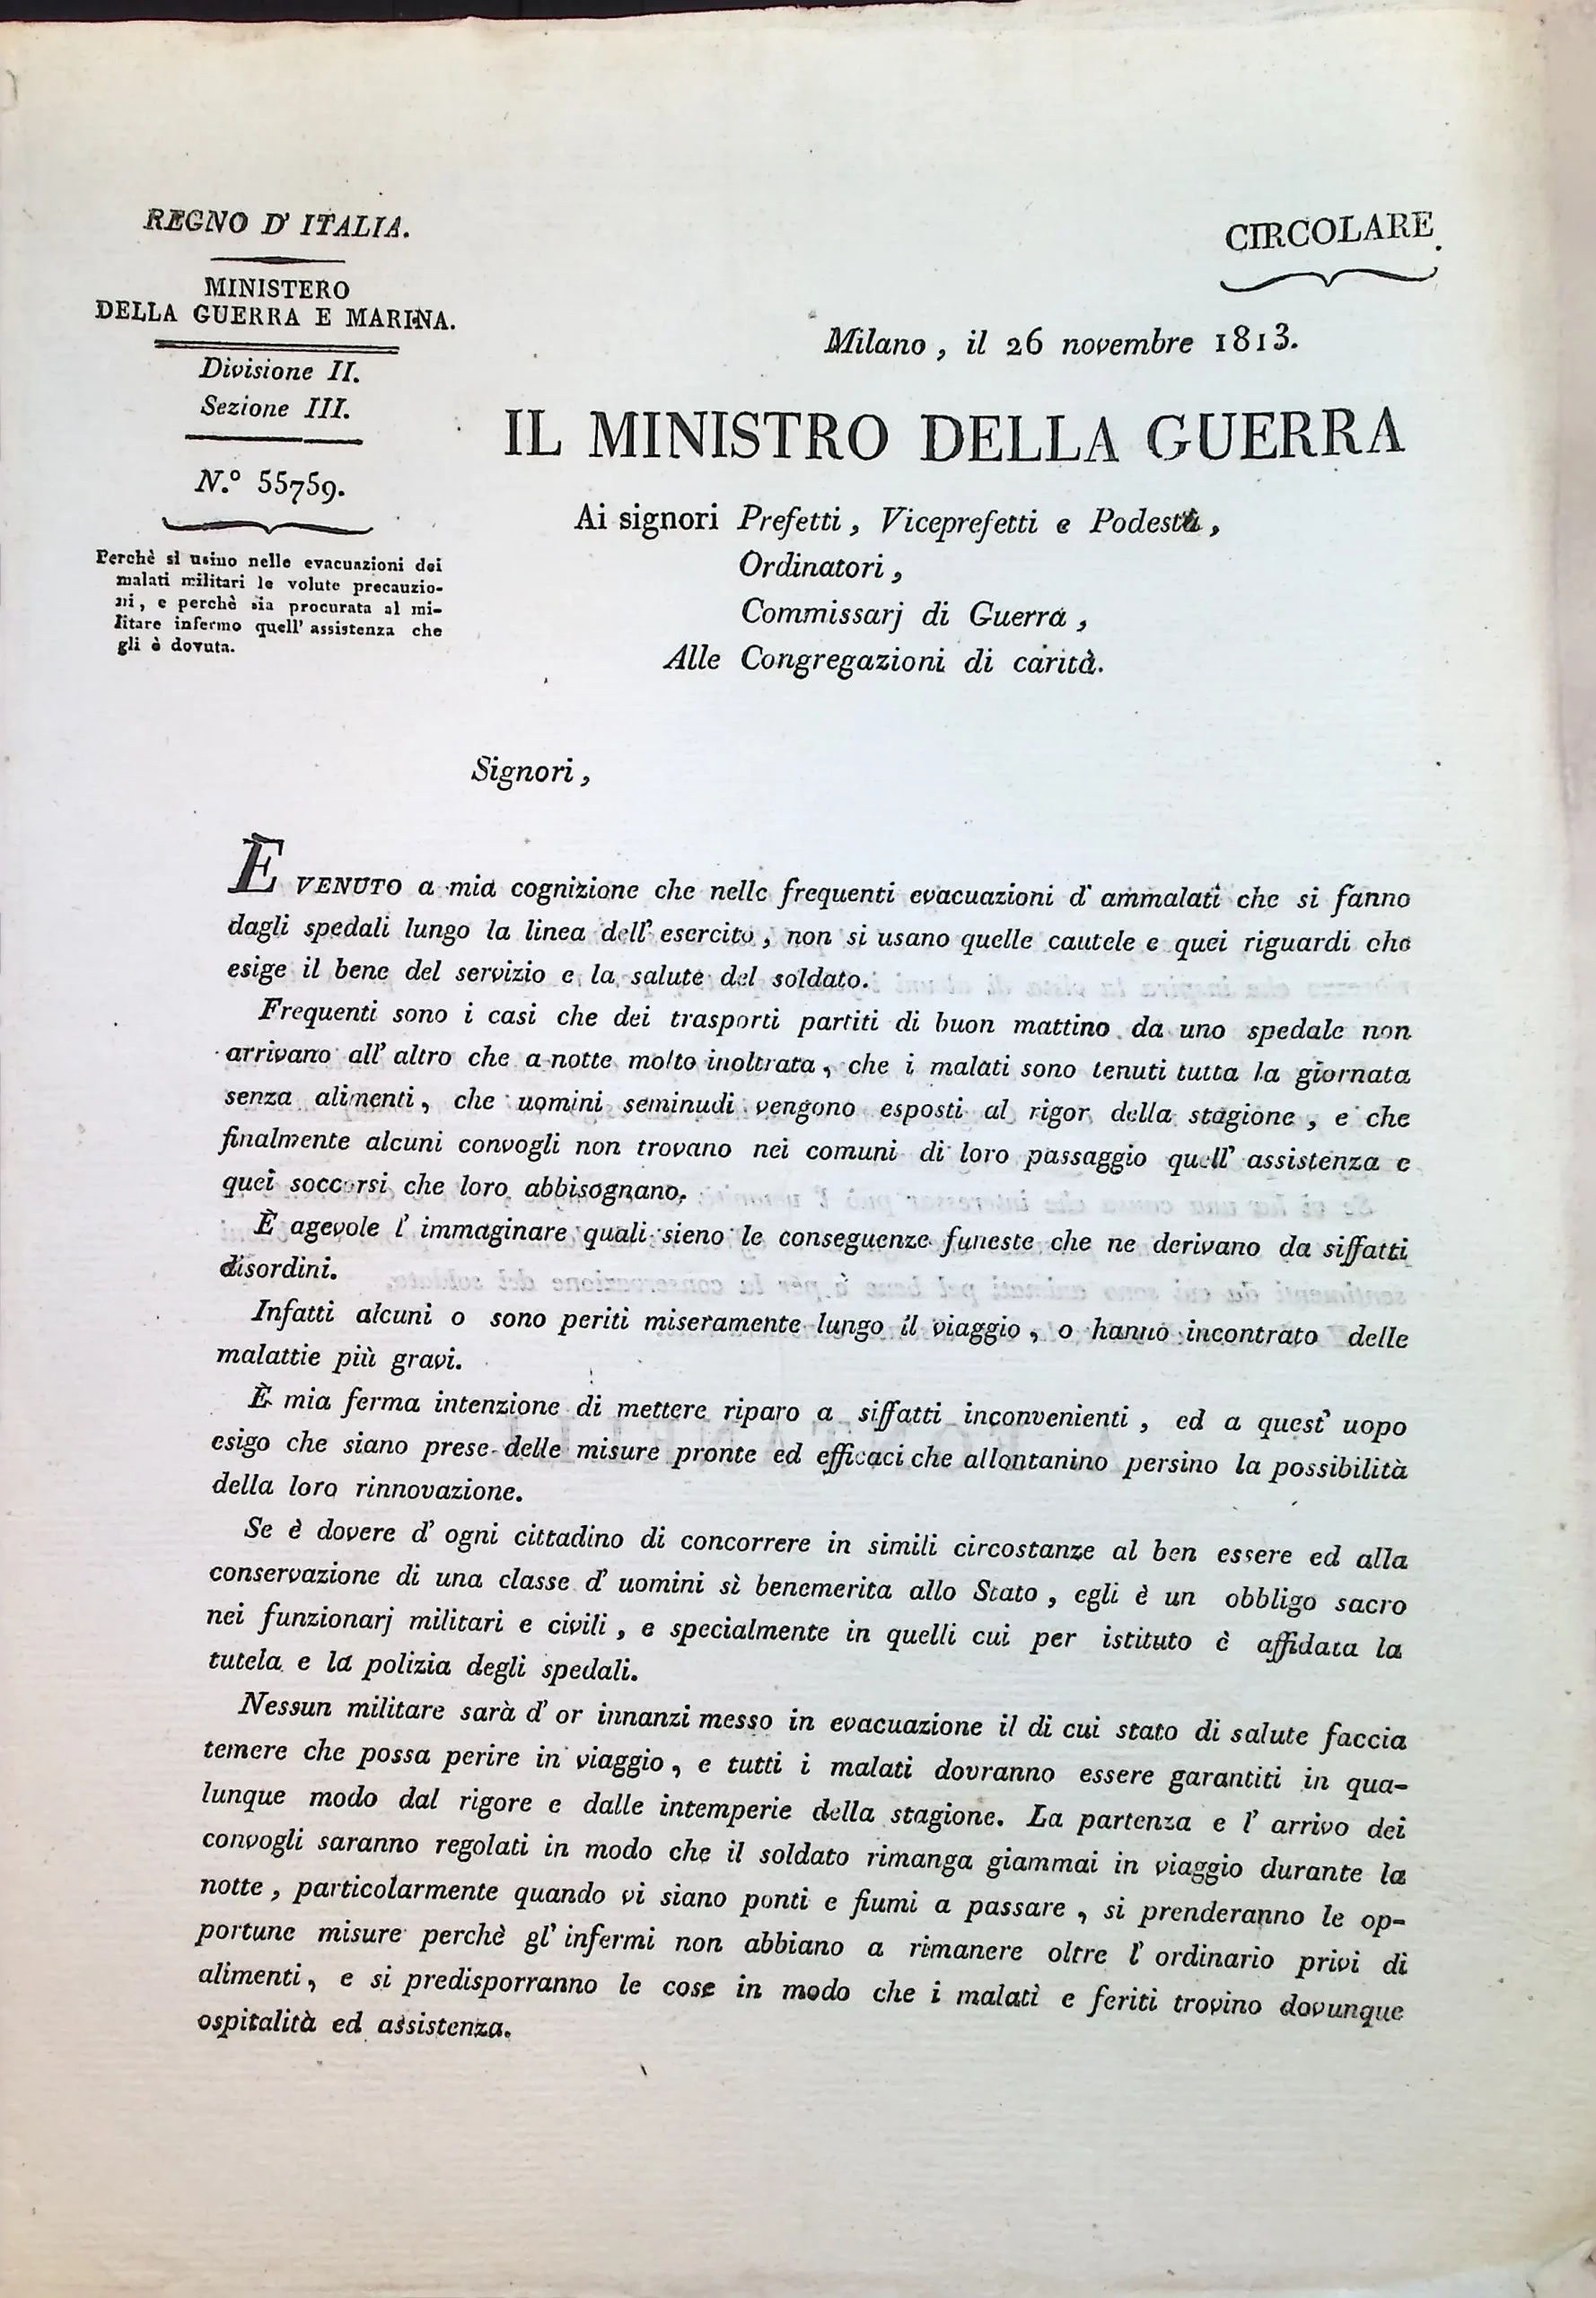 REGNO D' ITALIA.
MINISTERO
DELLA GUERRA E MARINA.
Divisione II.
Sezione III.
N.º 55759.
Perchè si usino nelle evacuazioni dei
malati militari le volute precauzio-
ni, e perchè sia procurata al mi-
litare infermo quell' assistenza che
gli è dovuta.
CIRCOLARE.
Milano, il 26 novembre 1813.
IL MINISTRO DELLA GUERRA
Ai signori Prefetti, Viceprefetti e Podestà,
Ordinatori,
Commissarj di Guerra,
Alle Congregazioni di carità.
Signori,
È VENUTO a mia cognizione che nelle frequenti evacuazioni d' ammalati che si fanno
dagli spedali lungo la linea dell' esercito, non si usano quelle cautele e quei riguardi che
esige il bene del servizio e la salute del soldato.
Frequenti sono i casi che dei trasporti partiti di buon mattino da uno spedale non
arrivano all' altro che a notte molto inoltrata, che i malati sono tenuti tutta la giornata
senza alimenti, che uomini seminudi vengono esposti al rigor della stagione, e che
finalmente alcuni convogli non trovano nei comuni di loro passaggio quell' assistenza e
quei soccorsi che loro abbisognano.
È agevole l' immaginare quali sieno le conseguenze funeste che ne derivano da siffatti
disordini.
Infatti alcuni o sono periti miseramente lungo il viaggio, o hanno incontrato delle
malattie più gravi.
È mia ferma intenzione di mettere riparo a siffatti inconvenienti, ed a quest' uopo
esigo che siano prese delle misure pronte ed efficaci che allontanino persino la possibilità
della loro rinnovazione.
Se è dovere d' ogni cittadino di concorrere in simili circostanze al ben essere ed alla
conservazione di una classe d' uomini sì benemerita allo Stato, egli è un obbligo sacro
nei funzionarj militari e civili, e specialmente in quelli cui per istituto è affidata la
tutela e la polizia degli spedali.
Nessun militare sarà d' or innanzi messo in evacuazione il di cui stato di salute faccia
temere che possa perire in viaggio, e tutti i malati dovranno essere garantiti in qua-
lunque modo dal rigore e dalle intemperie della stagione. La partenza e l' arrivo dei
convogli saranno regolati in modo che il soldato rimanga giammai in viaggio durante la
notte, particolarmente quando vi siano ponti e fiumi a passare, si prenderanno le op-
portune misure perchè gl' infermi non abbiano a rimanere oltre l' ordinario privi di
alimenti, e si predisporranno le cose in modo che i malati e feriti trovino dovunque
ospitalità ed assistenza.